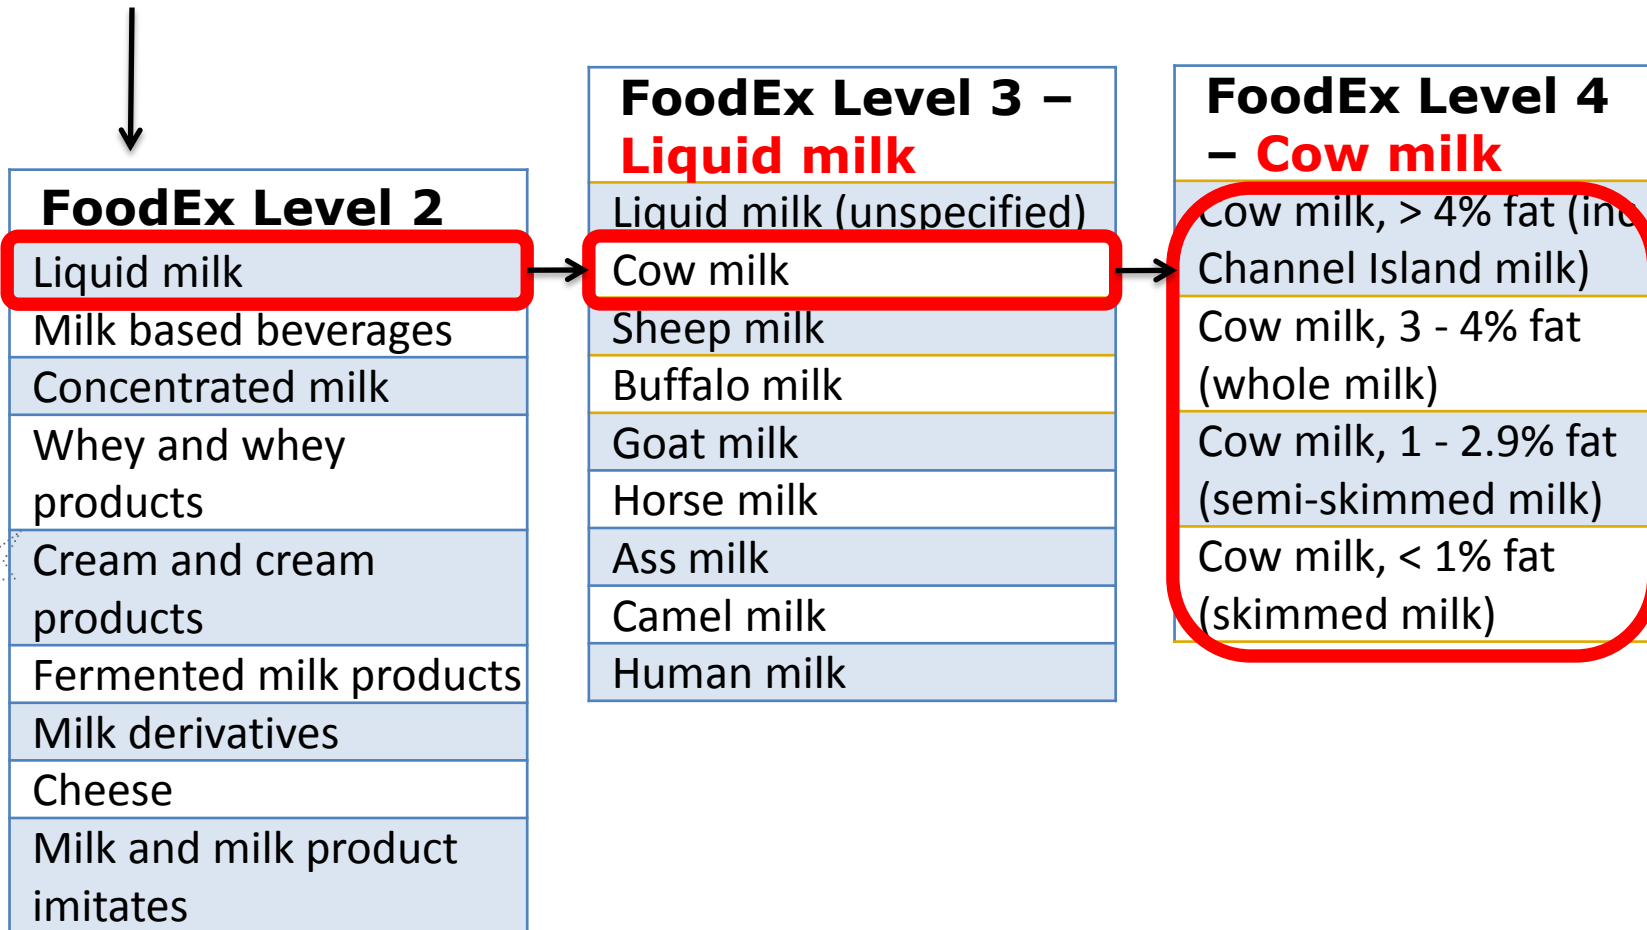 FoodEx Level 2
Liquid milk
Milk based beverages
Concentrated milk
Whey and whey
products
Cream and cream
products
Fermented milk products
Milk derivatives
Cheese
Milk and milk product
imitates
FoodEx Level 3 –
Liquid milk
Liquid milk (unspecified)
Cow milk
Sheep milk
Buffalo milk
Goat milk
Horse milk
Ass milk
Camel milk
Human milk
FoodEx Level 4
– Cow milk
Cow milk, > 4% fat (inc
Channel Island milk)
Cow milk, 3 - 4% fat
(whole milk)
Cow milk, 1 - 2.9% fat
(semi-skimmed milk)
Cow milk, < 1% fat
(skimmed milk)